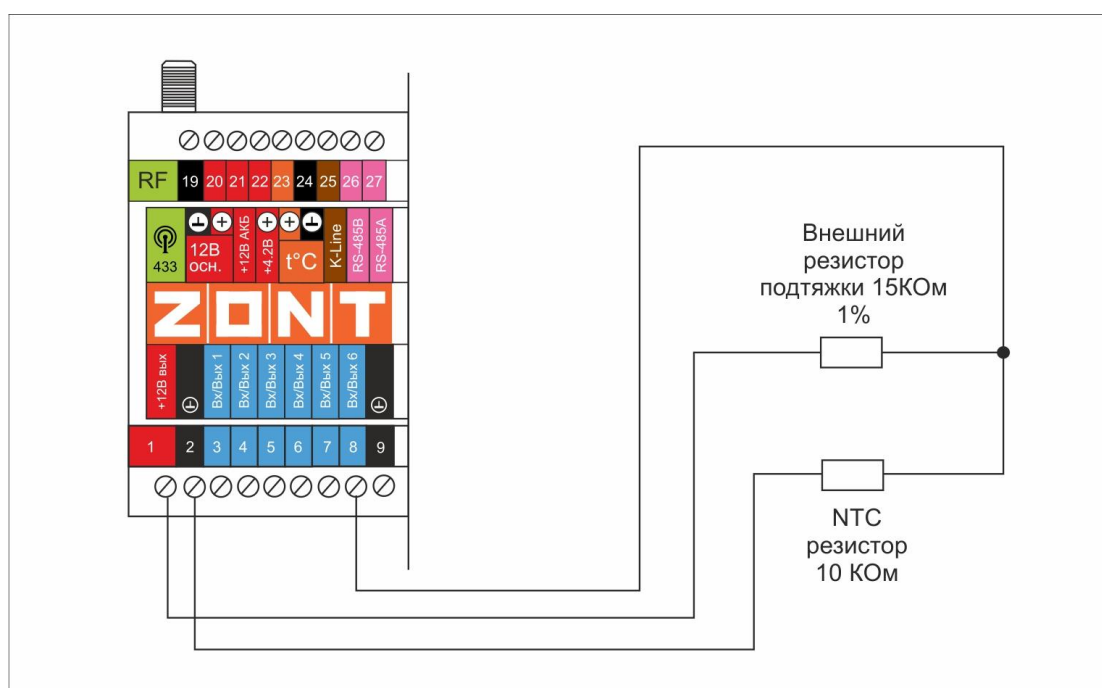 RF 19 20 21 22 23 24 25 26 27
433
12В
осн.
+12В АКБ
+4.2В
t°C
K-Line
RS-485B
RS-485A
ZONT
+12В вых
Вх/Вых 1
Вх/Вых 2
Вх/Вых 3
Вх/Вых 4
Вх/Вых 5
Вх/Вых 6
1 2 3 4 5 6 7 8 9
Внешний
резистор
подтяжки 15КОм
1%
NTC
резистор
10 КОм